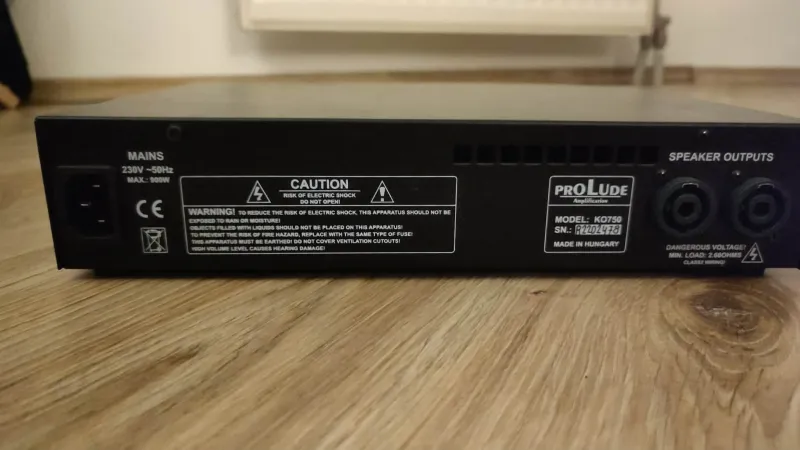 MAINS
230V ~50Hz
MAX.: 900W
CE
CAUTION
RISK OF ELECTRIC SHOCK
DO NOT OPEN!
WARNING! TO REDUCE THE RISK OF ELECTRIC SHOCK, THIS APPARATUS SHOULD NOT BE
EXPOSED TO RAIN OR MOISTURE!
OBJECTS FILLED WITH LIQUIDS SHOULD NOT BE PLACED ON THIS APPARATUS!
TO PREVENT THE RISK OF FIRE HAZARD, REPLACE WITH THE SAME TYPE OF FUSE!
THIS APPARATUS MUST BE EARTHED! DO NOT COVER VENTILATION CUTOUTS!
HIGH VOLUME LEVEL CAUSES HEARING DAMAGE!
PROLUDE
Amplification
MODEL: KG750
SN.:
MADE IN HUNGARY
SPEAKER OUTPUTS
DANGEROUS VOLTAGE!
MIN. LOAD: 2.66OHMS
CLASS2 WIRING!